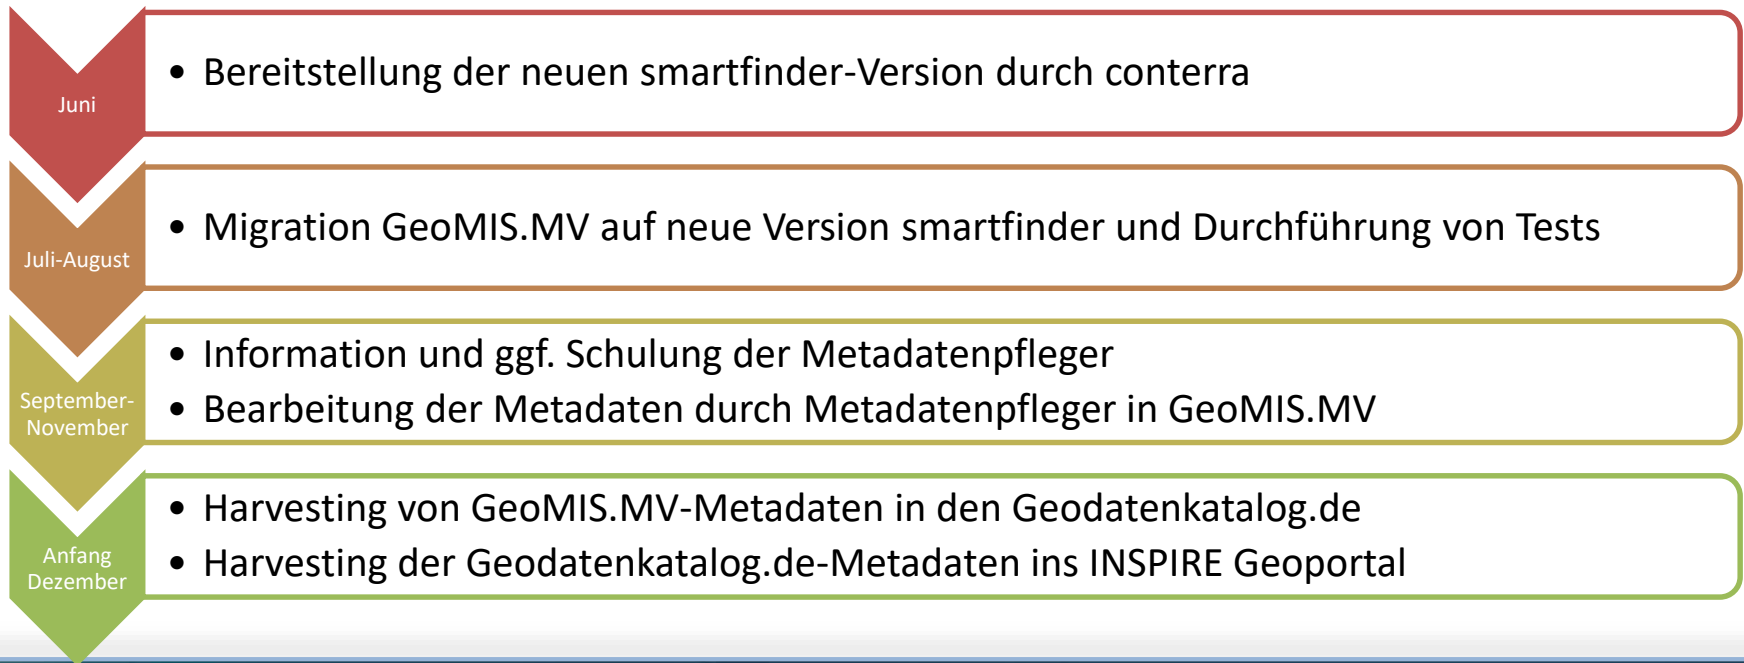 Juni
• Bereitstellung der neuen smartfinder-Version durch conterra
Juli-August
• Migration GeoMIS.MV auf neue Version smartfinder und Durchführung von Tests
September-
November
• Information und ggf. Schulung der Metadatenpfleger
• Bearbeitung der Metadaten durch Metadatenpfleger in GeoMIS.MV
Anfang
Dezember
• Harvesting von GeoMIS.MV-Metadaten in den Geodatenkatalog.de
• Harvesting der Geodatenkatalog.de-Metadaten ins INSPIRE Geoportal